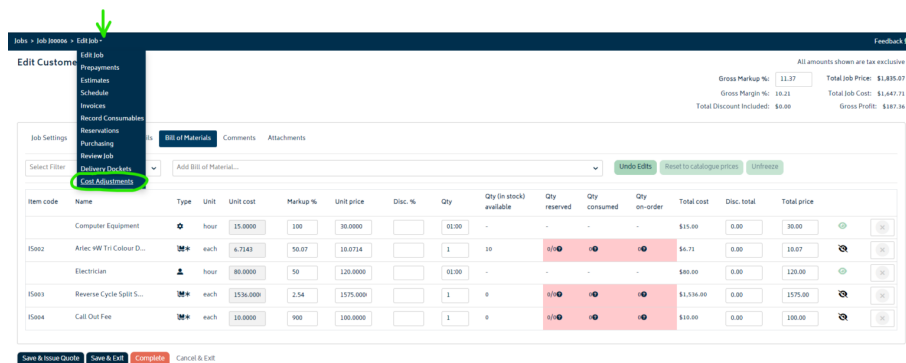 Jobs > Job J00006 > Edit Job
Feedback
Edit Custome
All amounts shown are tax exclusive
Edit Job
Prepayments
Estimates
Schedule
Invoices
Record Consumables
Reservations
Purchasing
Review Job
Delivery Dockets
Cost Adjustments
Gross Markup %: 11.37 Total Job Price: $1,835.07
Gross Margin %: 10.21 Total Job Cost: $1,647.71
Total Discount Included: $0.00 Gross Profit: $187.36
Job Settings ils Bill of Materials Comments Attachments
Select Filter Add Bill of Material... Undo Edits Reset to catalogue prices Unfreeze
Item code Name Type Unit Unit cost Markup % Unit price Disc. % Qty Qty (in stock) available Qty reserved Qty consumed Qty on-order Total cost Disc. total Total price
Computer Equipment hour 15.0000 100 30.0000 01:00 - - - - $15.00 0.00 30.00
IS002 Arlec 9W Tri Colour D... each 6.7143 50.07 10.0714 1 10 0/0 0 0 $6.71 0.00 10.07
Electrician hour 80.0000 50 120.0000 01:00 - - - - $80.00 0.00 120.00
IS003 Reverse Cycle Split S... each 1536.000 2.54 1575.000 1 0 0/0 0 0 $1,536.00 0.00 1575.00
IS004 Call Out Fee each 10.0000 900 100.0000 1 0 0/0 0 0 $10.00 0.00 100.00
Save & Issue Quote Save & Exit Complete Cancel & Exit